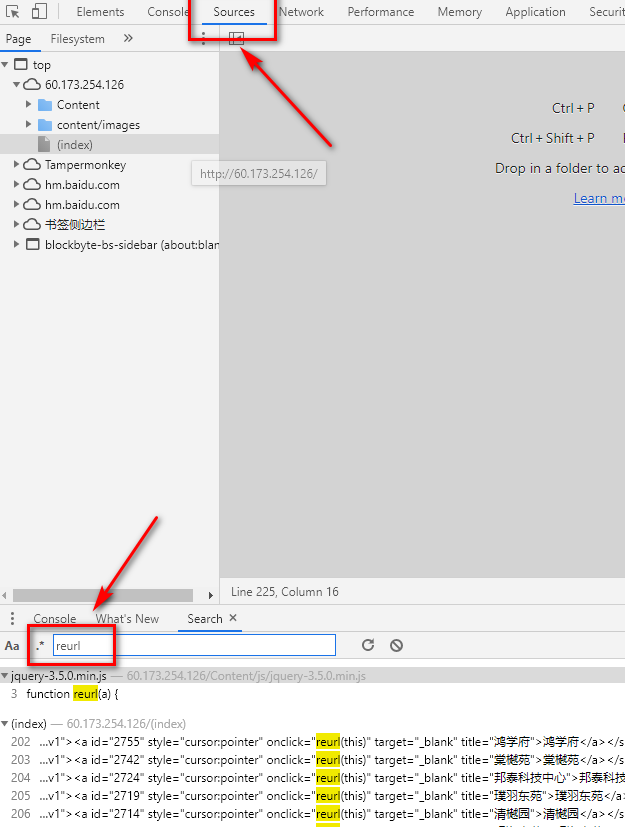 Elements Console Sources Network Performance Memory Application Securit
Page Filesystem
top
60.173.254.126
Content
content/images
(index)
Tampermonkey
hm.baidu.com
hm.baidu.com
书签侧边栏
blockbyte-bs-sidebar (about:blan
http://60.173.254.126/
Ctrl + P
Ctrl + Shift + P
Drop in a folder to ad
Learn m
Line 225, Column 16
Console What's New Search ×
Aa .* reurl
jquery-3.5.0.min.js — 60.173.254.126/Content/js/jquery-3.5.0.min.js
3 function reurl(a) {
(index) — 60.173.254.126/(index)
202 …v1"><a id="2755" style="cursor:pointer" onclick="reurl(this)" target="_blank" title="鸿学府">鸿学府</a></s
203 …v1"><a id="2742" style="cursor:pointer" onclick="reurl(this)" target="_blank" title="棠樾苑">棠樾苑</a></s
204 …v1"><a id="2724" style="cursor:pointer" onclick="reurl(this)" target="_blank" title="邦泰科技中心">邦泰科技
205 …v1"><a id="2719" style="cursor:pointer" onclick="reurl(this)" target="_blank" title="璞羽东苑">璞羽东苑</a
206 …v1"><a id="2714" style="cursor:pointer" onclick="reurl(this)" target="_blank" title="清樾园">清樾园</a></s